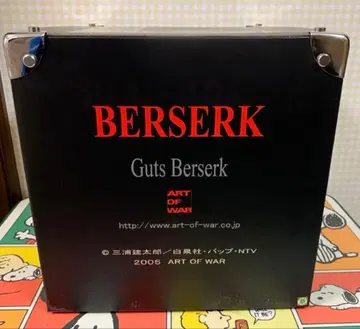 BERSERK
Guts Berserk
ART
OF
WAR
http://www.art-of-war.co.jp
© 三浦建太郎／白泉社・バップ・NTV
2005 ART OF WAR